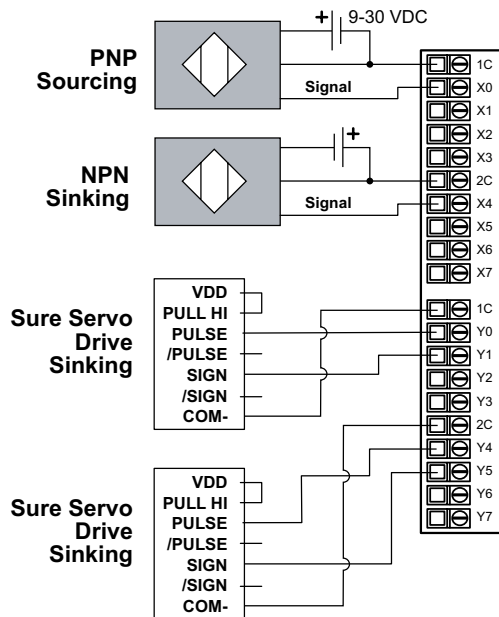 + 9-30 VDC
PNP
Sourcing
Signal
NPN
Sinking
+
Signal
1C
X0
X1
X2
X3
2C
X4
X5
X6
X7
Sure Servo
Drive
Sinking
VDD
PULL HI
PULSE
/PULSE
SIGN
/SIGN
COM-
1C
Y0
Y1
Y2
Y3
2C
Y4
Y5
Y6
Y7
Sure Servo
Drive
Sinking
VDD
PULL HI
PULSE
/PULSE
SIGN
/SIGN
COM-